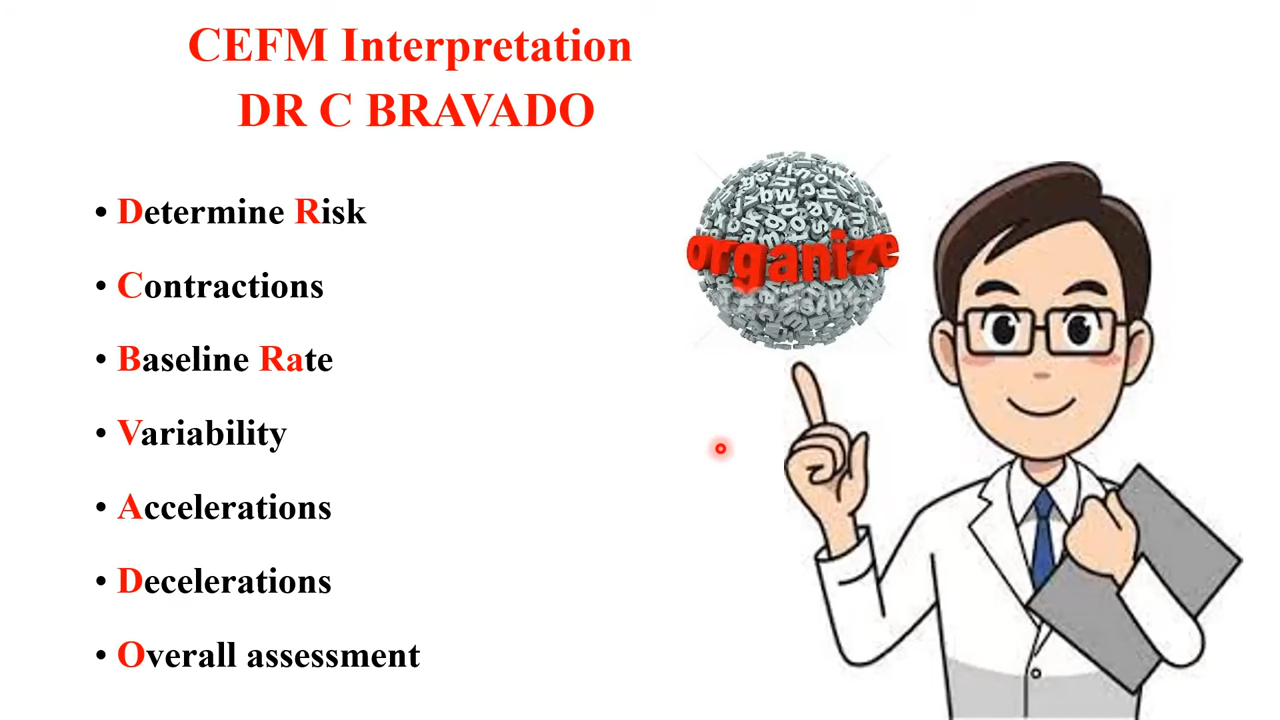 CEFM Interpretation
DR C BRAVADO
• Determine Risk
• Contractions
• Baseline Rate
• Variability
• Accelerations
• Decelerations
• Overall assessment
organize